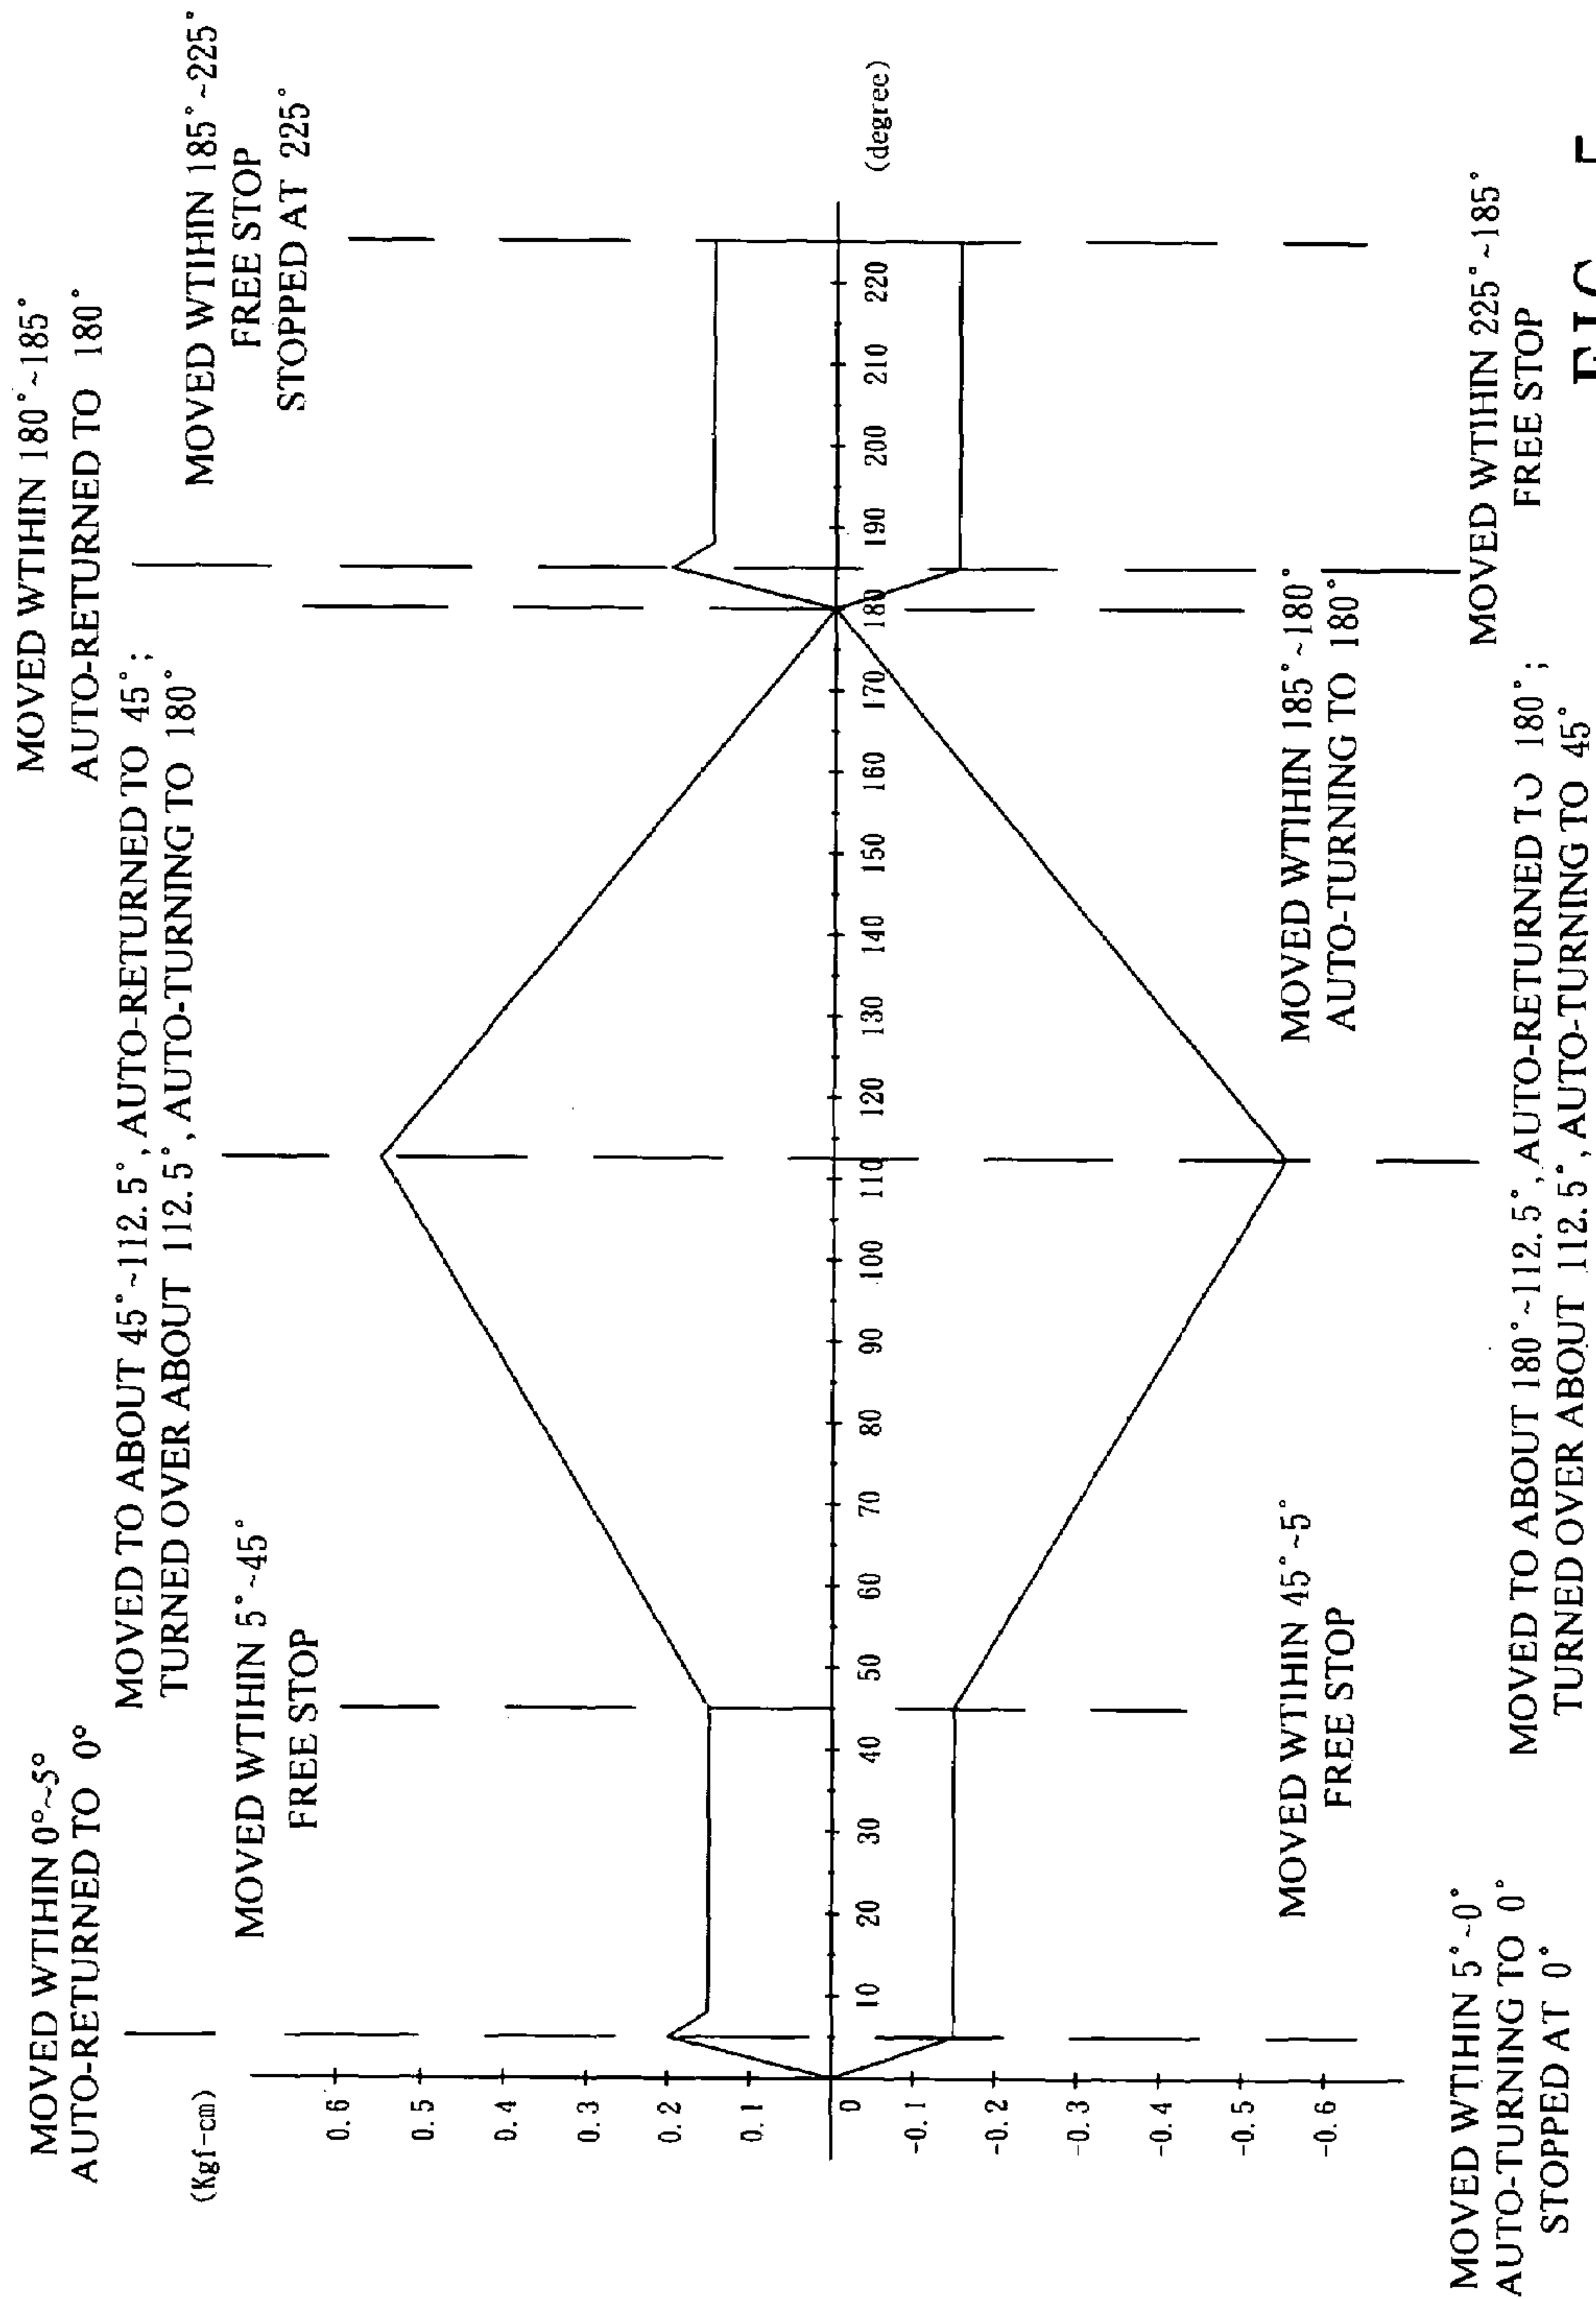 MOVED WTIHIN 0°~5°
AUTO-RETURNED TO 0°
MOVED WTIHIN 5°~45°
FREE STOP
MOVED TO ABOUT 45°~112.5°, AUTO-RETURNED TO 45°;
TURNED OVER ABOUT 112.5°, AUTO-TURNING TO 180°
MOVED WTIHIN 180°~185°
AUTO-RETURNED TO 180°
MOVED WTIHIN 185°~225°
FREE STOP
STOPPED AT 225°
(Kgf-cm)
0.6
0.5
0.4
0.3
0.2
0.1
0
-0.1
-0.2
-0.3
-0.4
-0.5
-0.6
10 20 30 40 50 60 70 80 90 100 110 120 130 140 150 160 170 180 190 200 210 220
(degree)
MOVED WTIHIN 5°~0°
AUTO-TURNING TO 0°
STOPPED AT 0°
MOVED WTIHIN 45°~5°
FREE STOP
MOVED TO ABOUT 180°~112.5°, AUTO-RETURNED TO 180°;
TURNED OVER ABOUT 112.5°, AUTO-TURNING TO 45°
MOVED WTIHIN 185°~180°
AUTO-TURNING TO 180°
MOVED WTIHIN 225°~185°
FREE STOP